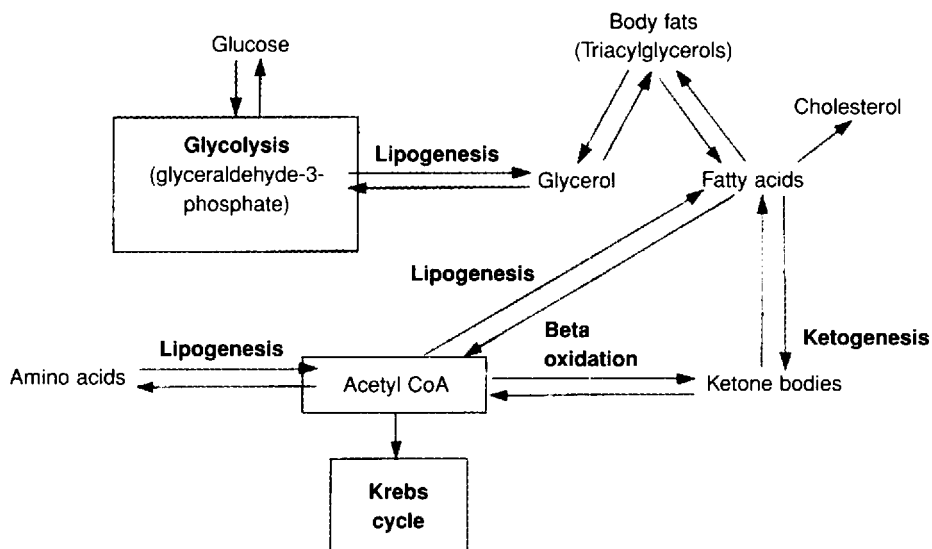 Body fats
(Triacylglycerols)
Glucose
Cholesterol
Glycolysis
(glyceraldehyde-3-
phosphate)
Lipogenesis
Glycerol
Fatty acids
Lipogenesis
Beta
oxidation
Ketogenesis
Lipogenesis
Amino acids
Acetyl CoA
Ketone bodies
Krebs
cycle